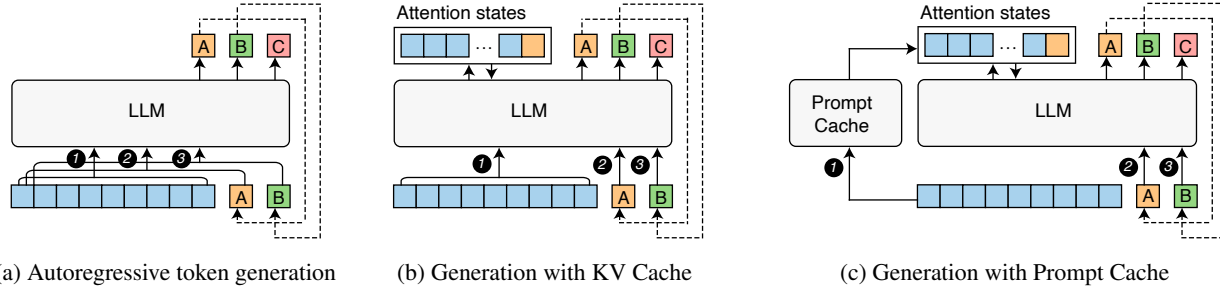 A B C
LLM
1 2 3
A B
(a) Autoregressive token generation
Attention states
...
A B C
LLM
1 2 3
A B
(b) Generation with KV Cache
Attention states
...
A B C
Prompt
Cache
LLM
1 2 3
A B
(c) Generation with Prompt Cache